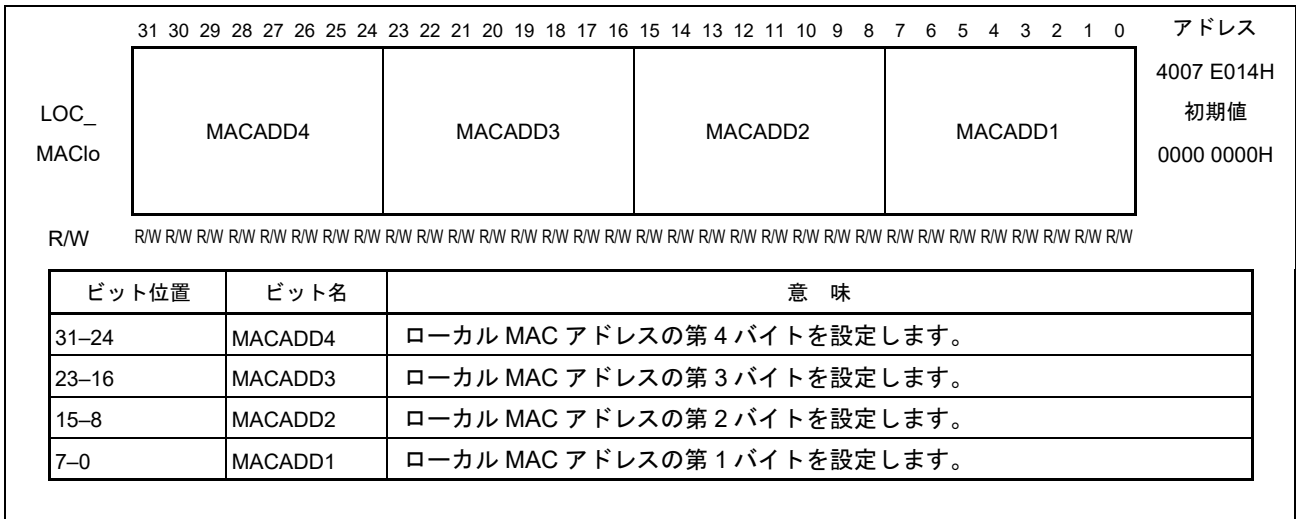 31 30 29 28 27 26 25 24 23 22 21 20 19 18 17 16 15 14 13 12 11 10 9 8 7 6 5 4 3 2 1 0 アドレス
4007 E014H
LOC_
MAClo
MACADD4 MACADD3 MACADD2 MACADD1
初期値
0000 0000H
R/W R/W R/W R/W R/W R/W R/W R/W R/W R/W R/W R/W R/W R/W R/W R/W R/W R/W R/W R/W R/W R/W R/W R/W R/W R/W R/W R/W R/W R/W R/W R/W R/W
ビット位置 ビット名 意 味
31–24 MACADD4 ローカル MAC アドレスの第 4 バイトを設定します。
23–16 MACADD3 ローカル MAC アドレスの第 3 バイトを設定します。
15–8 MACADD2 ローカル MAC アドレスの第 2 バイトを設定します。
7–0 MACADD1 ローカル MAC アドレスの第 1 バイトを設定します。